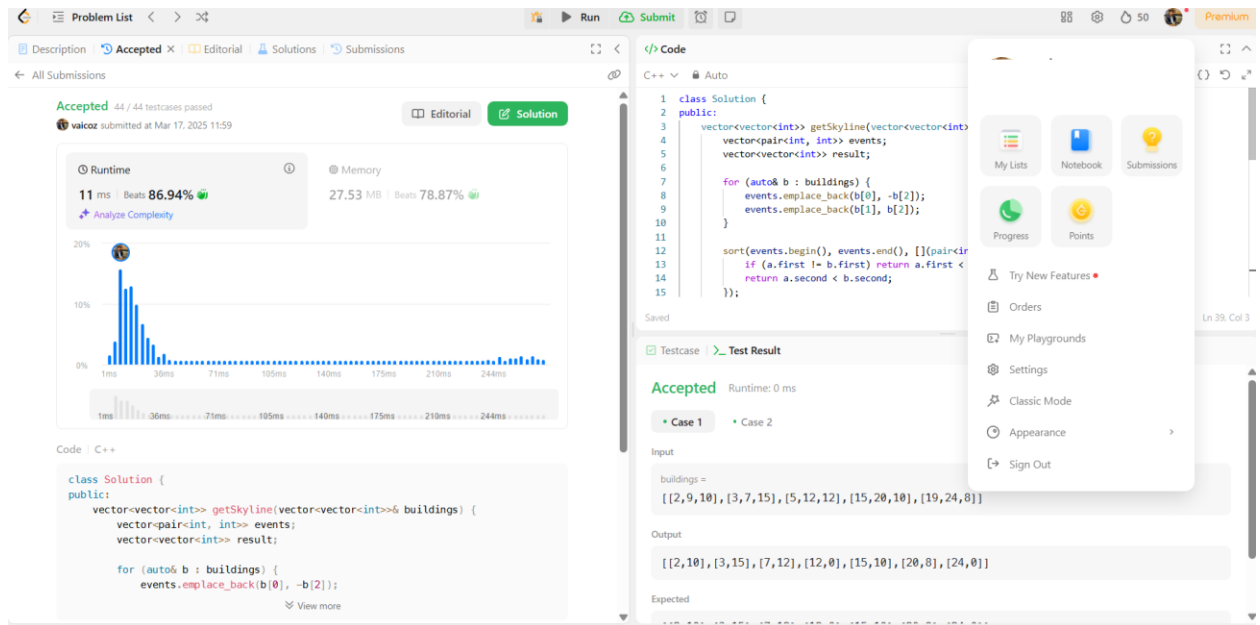 Problem List
Run
Submit
50
Premium
Description
Accepted
Editorial
Solutions
Submissions
All Submissions
Accepted 44 / 44 testcases passed
vaicoz submitted at Mar 17, 2025 11:59
Editorial
Solution
Runtime
11 ms | Beats 86.94%
Analyze Complexity
Memory
27.53 MB | Beats 78.87%
20%
10%
0%
1ms 36ms 71ms 105ms 140ms 175ms 210ms 244ms
1ms 36ms 71ms 105ms 140ms 175ms 210ms 244ms
Code | C++
class Solution {
public:
    vector<vector<int>> getSkyline(vector<vector<int>>& buildings) {
        vector<pair<int, int>> events;
        vector<vector<int>> result;
        for (auto& b : buildings) {
            events.emplace_back(b[0], -b[2]);
View more
</> Code
C++
Auto
1 class Solution {
2 public:
3     vector<vector<int>> getSkyline(vector<vector<int>
4         vector<pair<int, int>> events;
5         vector<vector<int>> result;
6
7         for (auto& b : buildings) {
8             events.emplace_back(b[0], -b[2]);
9             events.emplace_back(b[1], b[2]);
10         }
11
12         sort(events.begin(), events.end(), [](pair<in
13             if (a.first != b.first) return a.first <
14             return a.second < b.second;
15         });
Saved
Ln 39, Col 3
Testcase
Test Result
Accepted Runtime: 0 ms
Case 1
Case 2
Input
buildings =
[[2,9,10],[3,7,15],[5,12,12],[15,20,10],[19,24,8]]
Output
[[2,10],[3,15],[7,12],[12,0],[15,10],[20,8],[24,0]]
Expected
My Lists
Notebook
Submissions
Progress
Points
Try New Features
Orders
My Playgrounds
Settings
Classic Mode
Appearance
Sign Out